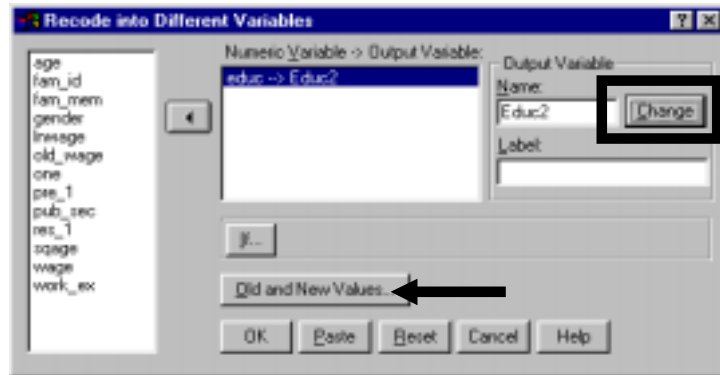 Recode into Different Variables
age
fam_id
fam_mem
gender
lnwage
old_wage
one
pre_1
pub_sec
res_1
sqage
wage
work_ex
Numeric Variable -> Output Variable:
educ --> Educ2
Output Variable
Name:
Educ2
Change
Label:
If...
Old and New Values...
OK
Paste
Reset
Cancel
Help